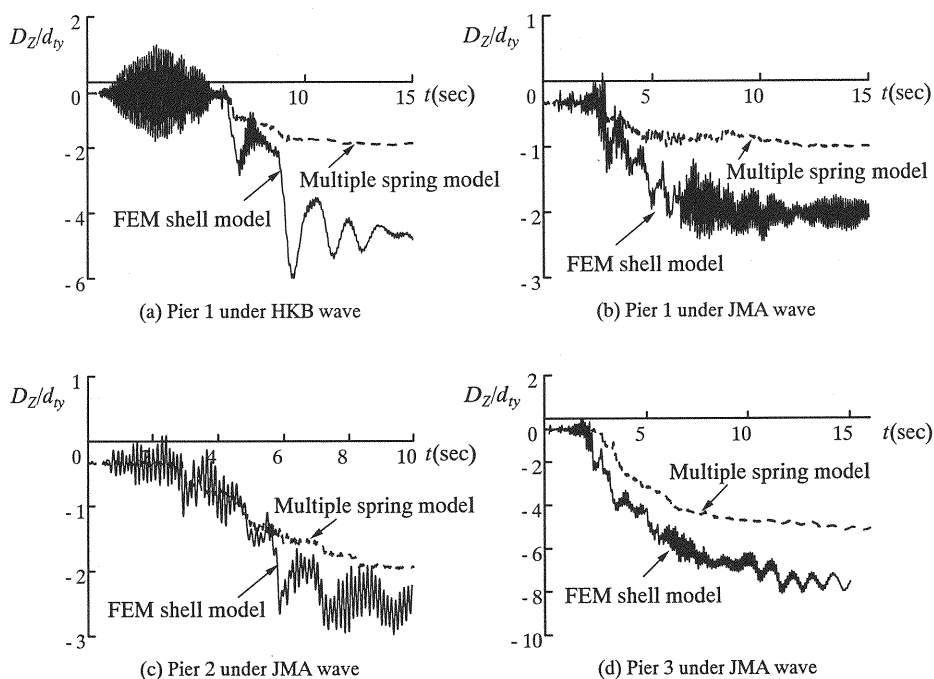 D_Z/d_ty
2
0
-2
-4
-6
10
15
t(sec)
Multiple spring model
FEM shell model
(a) Pier 1 under HKB wave
D_Z/d_ty
1
0
-1
-2
-3
5
10
15
t(sec)
Multiple spring model
FEM shell model
(b) Pier 1 under JMA wave
D_Z/d_ty
1
0
-1
-2
-3
2
4
6
8
10
t(sec)
Multiple spring model
FEM shell model
(c) Pier 2 under JMA wave
D_Z/d_ty
2
0
-2
-4
-6
-8
-10
5
10
15
t(sec)
Multiple spring model
FEM shell model
(d) Pier 3 under JMA wave